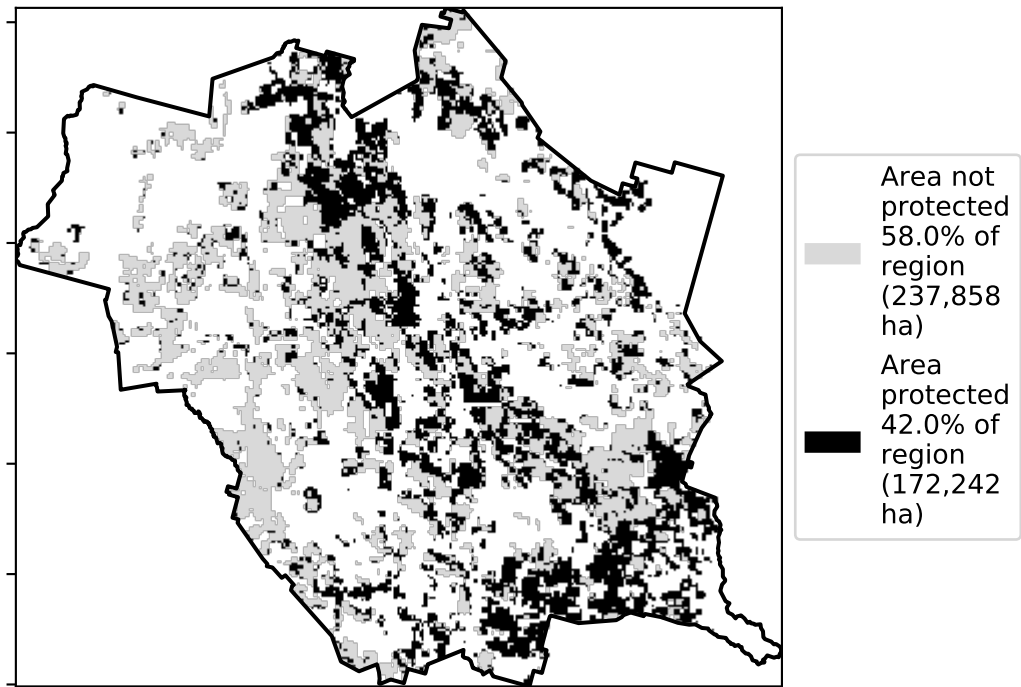 Area not
protected
58.0% of
region
(237,858
ha)
Area
protected
42.0% of
region
(172,242
ha)